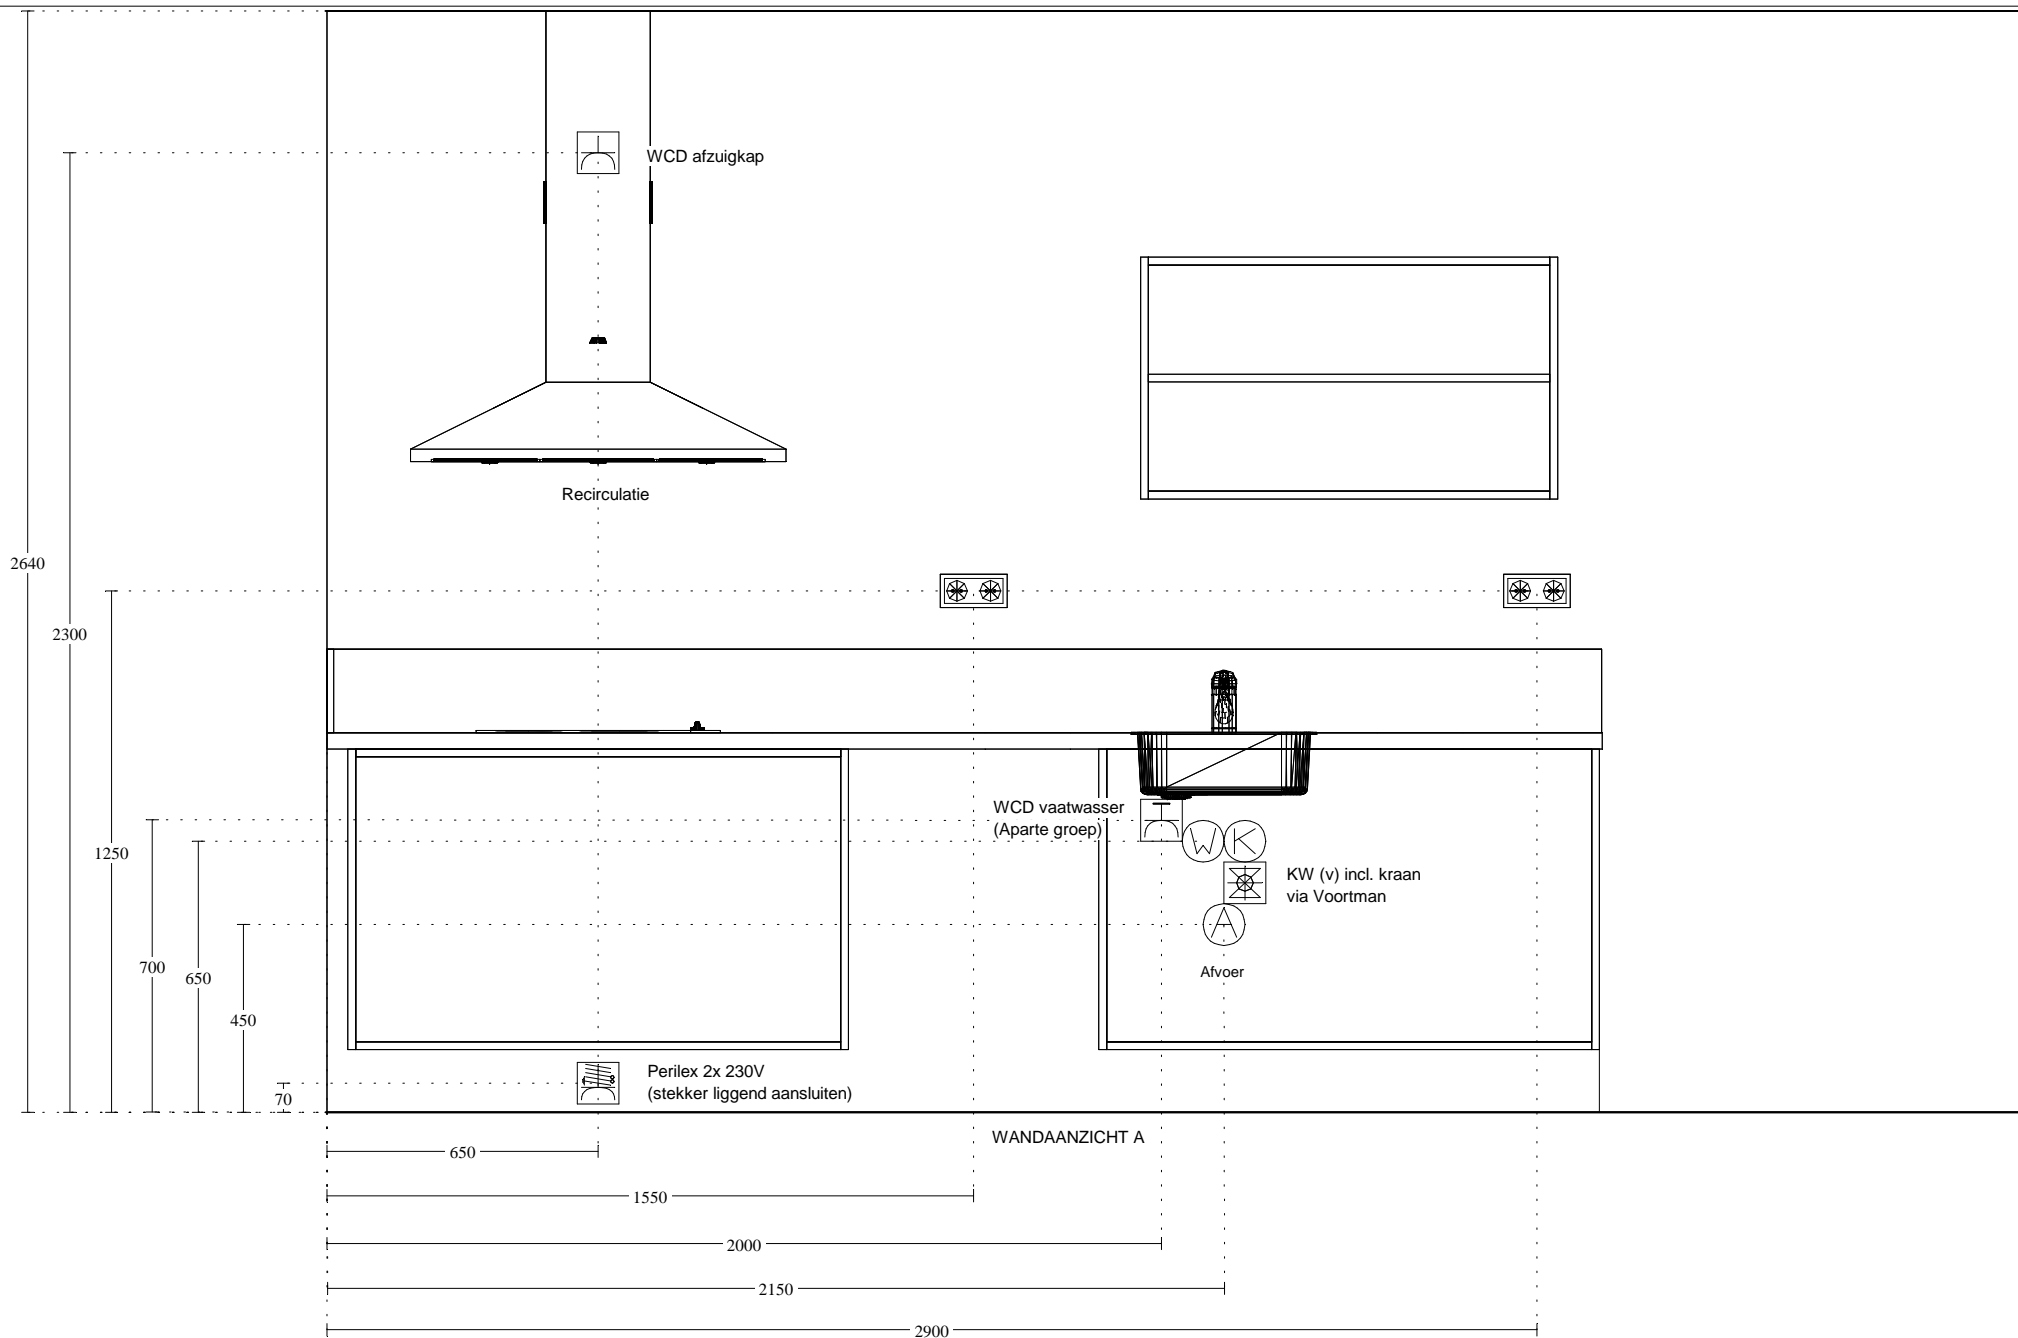 WCD afzuigkap
Recirculatie
2640
2300
1250
WCD vaatwasser
(Aparte groep)
W K
KW (v) incl. kraan
via Voortman
A
Afvoer
700
650
450
70
Perilex 2x 230V
(stekker liggend aansluiten)
WANDAANZICHT A
650
1550
2000
2150
2900